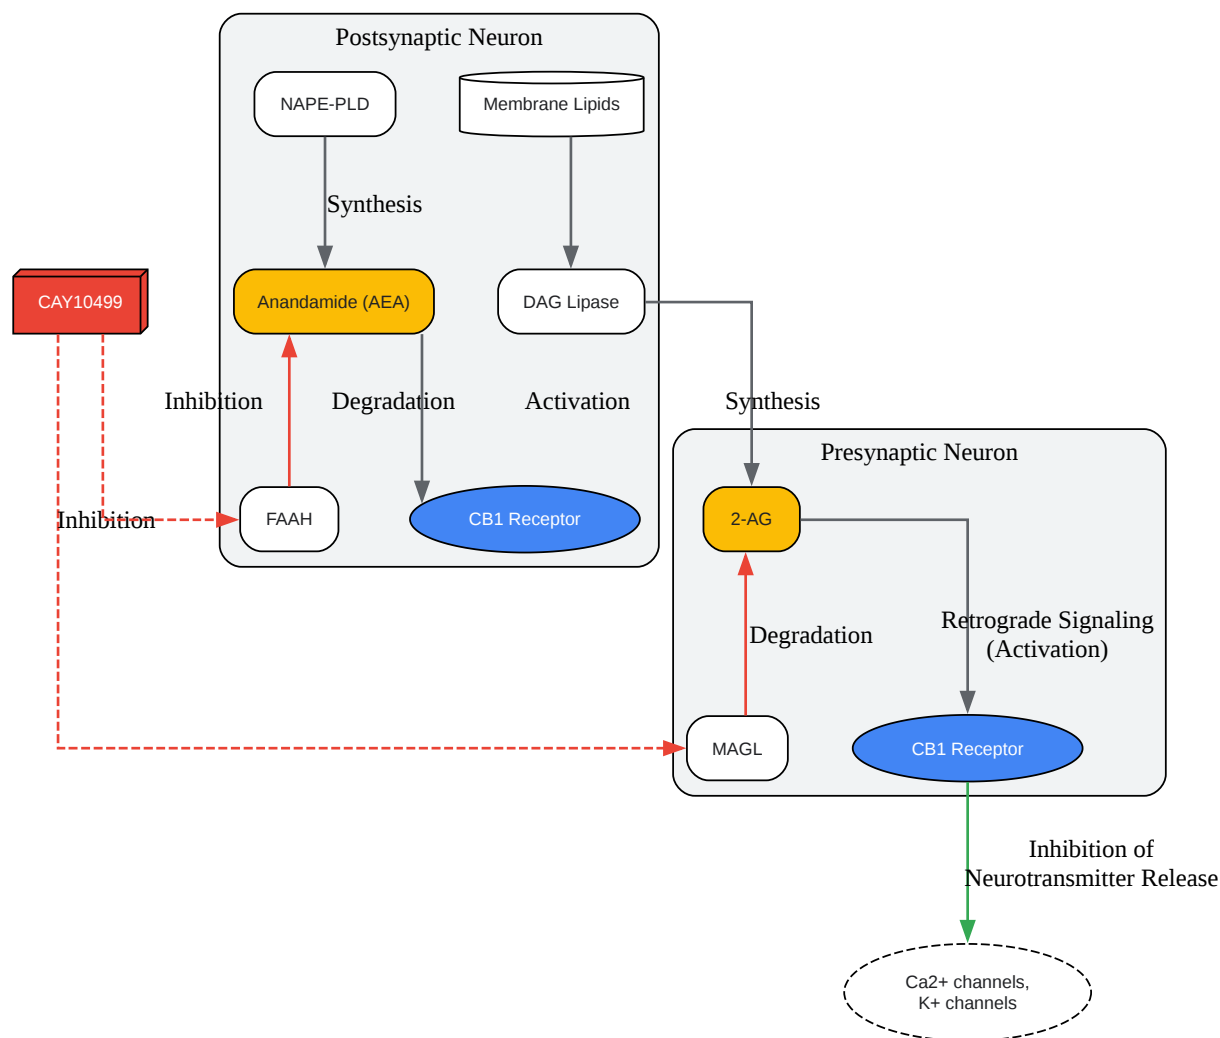 Postsynaptic Neuron
NAPE-PLD
Membrane Lipids
Synthesis
CAY10499
Anandamide (AEA)
DAG Lipase
Inhibition
Degradation
Activation
Synthesis
Presynaptic Neuron
Inhibition
FAAH
CB1 Receptor
2-AG
Degradation
Retrograde Signaling
(Activation)
MAGL
CB1 Receptor
Inhibition of
Neurotransmitter Release
Ca2+ channels,
K+ channels